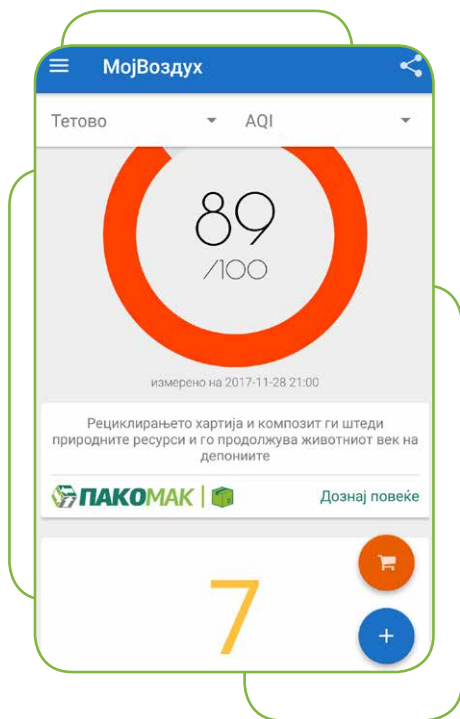 МојВоздух
Тетово AQI
89
/100
измерено на 2017-11-28 21:00
Рециклирањето хартија и композит ги штеди
природните ресурси и го продолжува животниот век на
депониите
ПАКОМАК
Дознај повеќе
7